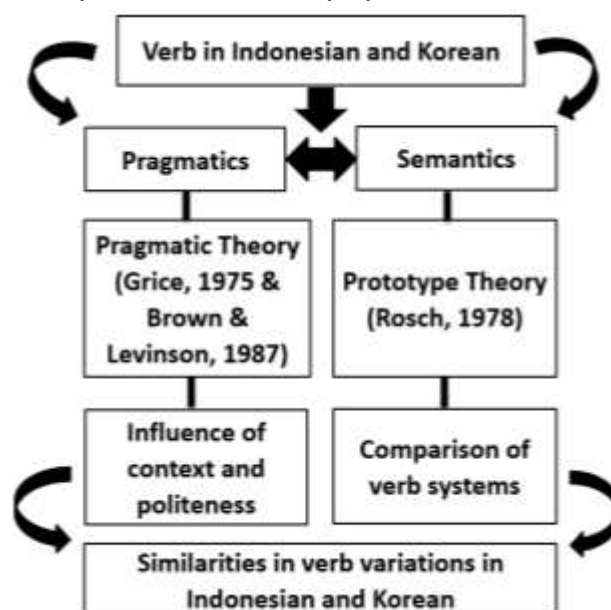 Verb in Indonesian and Korean
Pragmatics
Semantics
Pragmatic Theory
(Grice, 1975 &
Brown &
Levinson, 1987)
Prototype Theory
(Rosch, 1978)
Influence of
context and
politeness
Comparison of
verb systems
Similarities in verb variations in
Indonesian and Korean